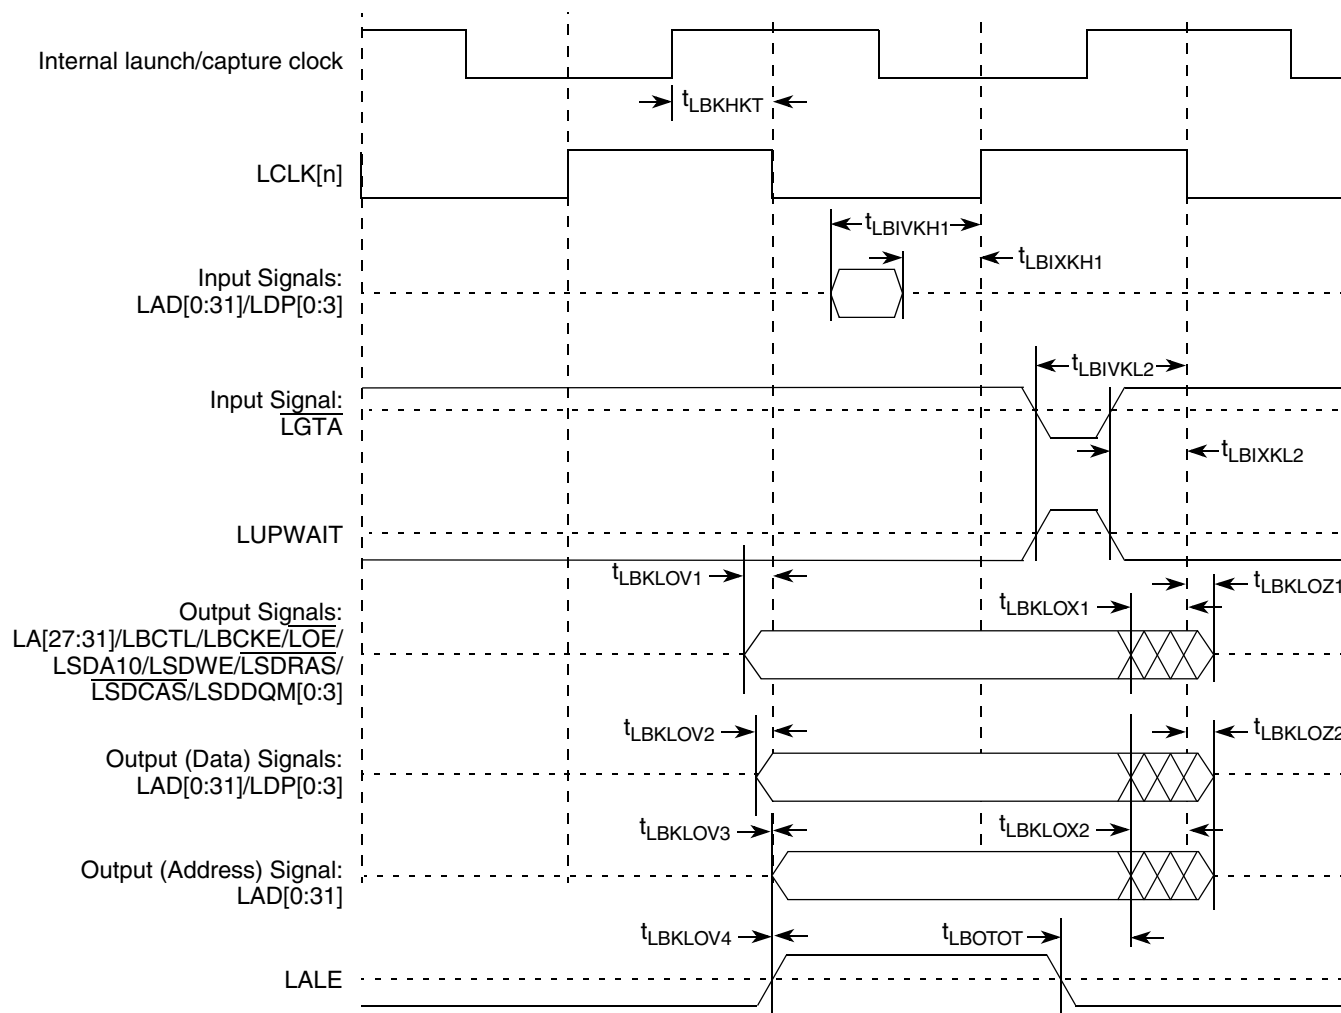 Internal launch/capture clock
tLBKHKT
LCLK[n]
tLBIVKH1
tLBIXKH1
Input Signals:
LAD[0:31]/LDP[0:3]
tLBIVKL2
Input Signal:
LGTA
tLBIXKL2
LUPWAIT
tLBKLOV1
tLBKLOZ1
tLBKLOX1
Output Signals:
LA[27:31]/LBCTL/LBCKE/LOE/
LSDA10/LSDWE/LSDRAS/
LSDCAS/LSDDQM[0:3]
tLBKLOV2
tLBKLOZ2
Output (Data) Signals:
LAD[0:31]/LDP[0:3]
tLBKLOV3
tLBKLOX2
Output (Address) Signal:
LAD[0:31]
tLBKLOV4
tLBOTOT
LALE